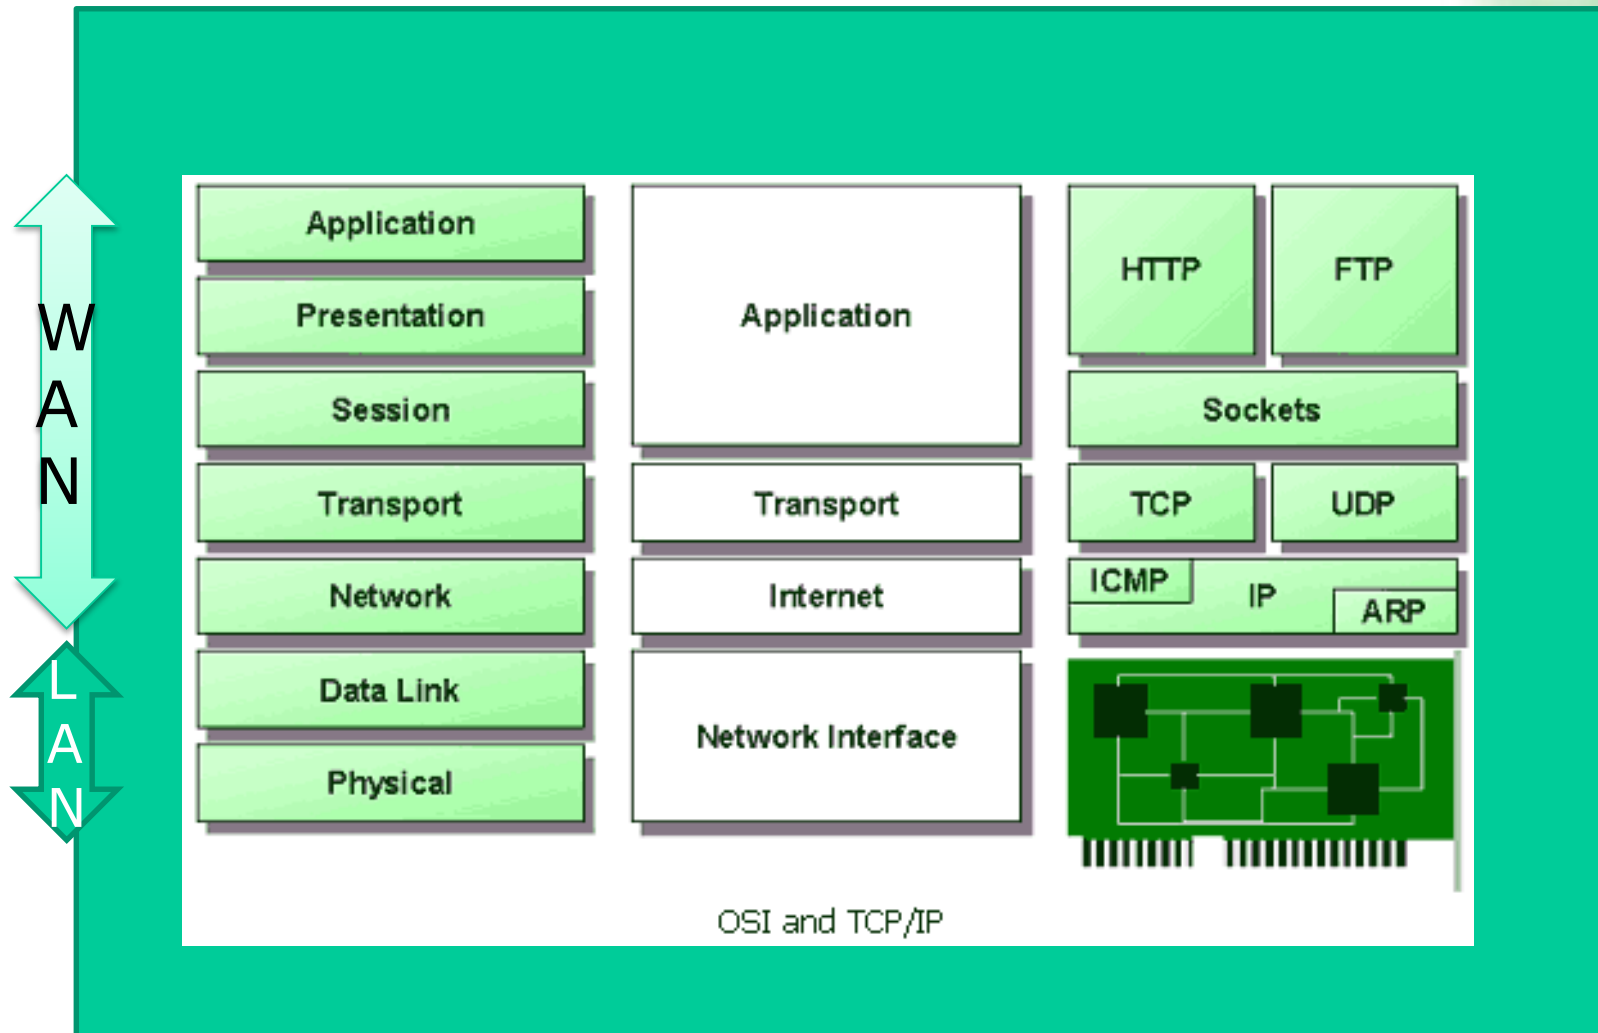 W
A
N
L
A
N
Application
Presentation
Session
Transport
Network
Data Link
Physical
Application
Transport
Internet
Network Interface
HTTP
FTP
Sockets
TCP
UDP
ICMP
IP
ARP
OSI and TCP/IP